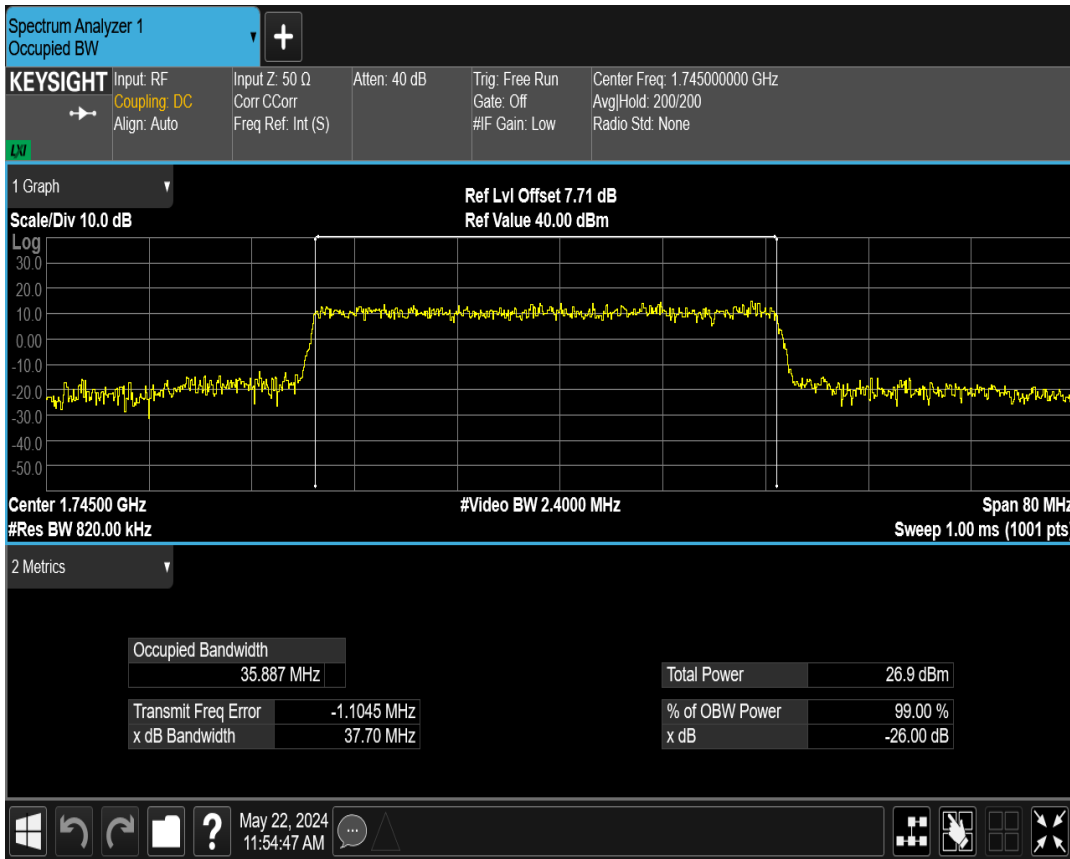 Spectrum Analyzer 1
Occupied BW
+
KEYSIGHT
LXI
Input: RF
Coupling: DC
Align: Auto
Input Z: 50 Ω
Corr CCorr
Freq Ref: Int (S)
Atten: 40 dB
Trig: Free Run
Gate: Off
#IF Gain: Low
Center Freq: 1.745000000 GHz
Avg|Hold: 200/200
Radio Std: None
1 Graph
Scale/Div 10.0 dB
Ref Lvl Offset 7.71 dB
Ref Value 40.00 dBm
Log
30.0
20.0
10.0
0.00
-10.0
-20.0
-30.0
-40.0
-50.0
Center 1.74500 GHz
#Video BW 2.4000 MHz
Span 80 MHz
#Res BW 820.00 kHz
Sweep 1.00 ms (1001 pts)
2 Metrics
Occupied Bandwidth
35.887 MHz
Total Power 26.9 dBm
Transmit Freq Error -1.1045 MHz
% of OBW Power 99.00 %
x dB Bandwidth 37.70 MHz
x dB -26.00 dB
?
May 22, 2024
11:54:47 AM